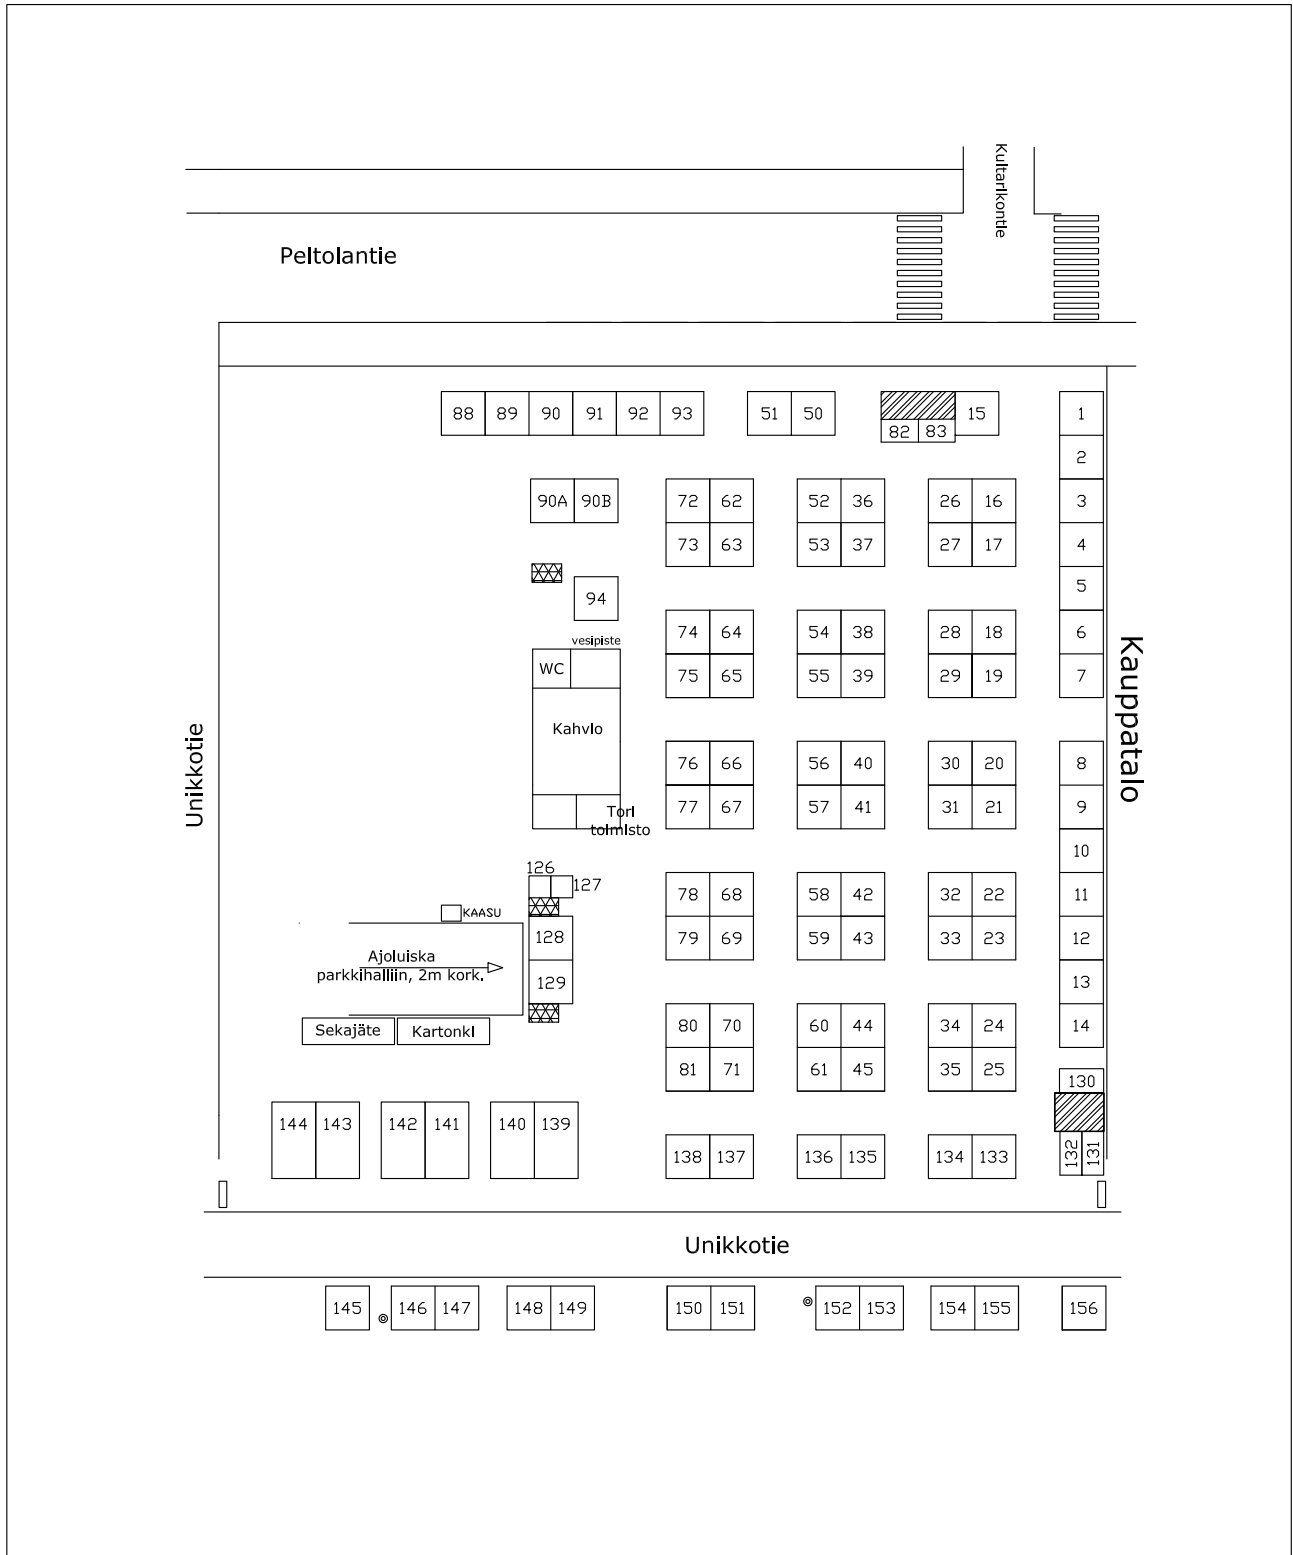 Kultarikontie
Peltolantie
88 89 90 91 92 93 51 50 15 1
82 83
2
90A 90B 72 62 52 36 26 16 3
73 63 53 37 27 17 4
5
94
74 64 54 38 28 18 6
vesipiste
WC 75 65 55 39 29 19 7
Kauppatalo
Kahvio
Unikkotie
76 66 56 40 30 20 8
77 67 57 41 31 21 9
Tori
toimisto
10
126
127
78 68 58 42 32 22 11
KAASU
128 79 69 59 43 33 23 12
Ajoluiska
parkkihalliin, 2m kork.
129 13
Sekajäte Kartonki
80 70 60 44 34 24 14
81 71 61 45 35 25
130
144 143 142 141 140 139
138 137 136 135 134 133 132 131
Unikkotie
145 146 147 148 149 150 151 152 153 154 155 156